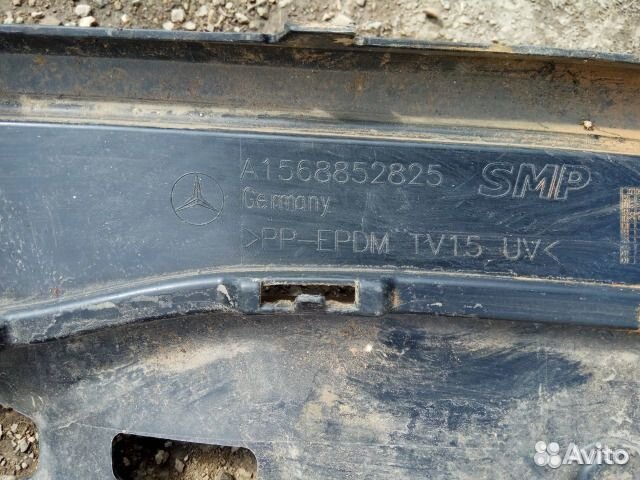 A1568852825 SMP
Germany
>PP-EPDM TV15 UV<
Avito